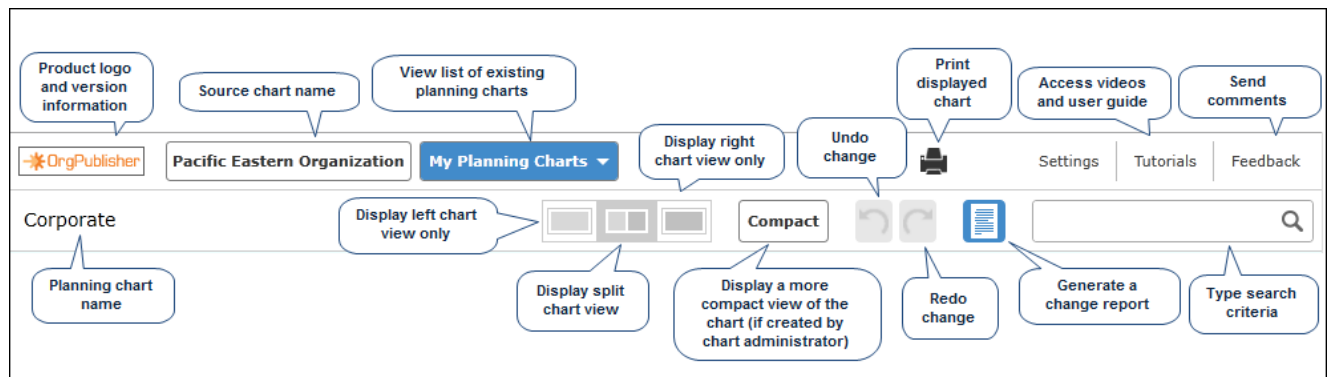 Product logo
and version
information
Source chart name
View list of existing
planning charts
Print
displayed
chart
Access videos
and user guide
Send
comments
Display right
chart view only
Undo
change
OrgPublisher
Pacific Eastern Organization
My Planning Charts
Settings
Tutorials
Feedback
Corporate
Display left chart
view only
Compact
Planning chart
name
Display split
chart view
Display a more
compact view of the
chart (if created by
chart administrator)
Redo
change
Generate a
change report
Type search
criteria